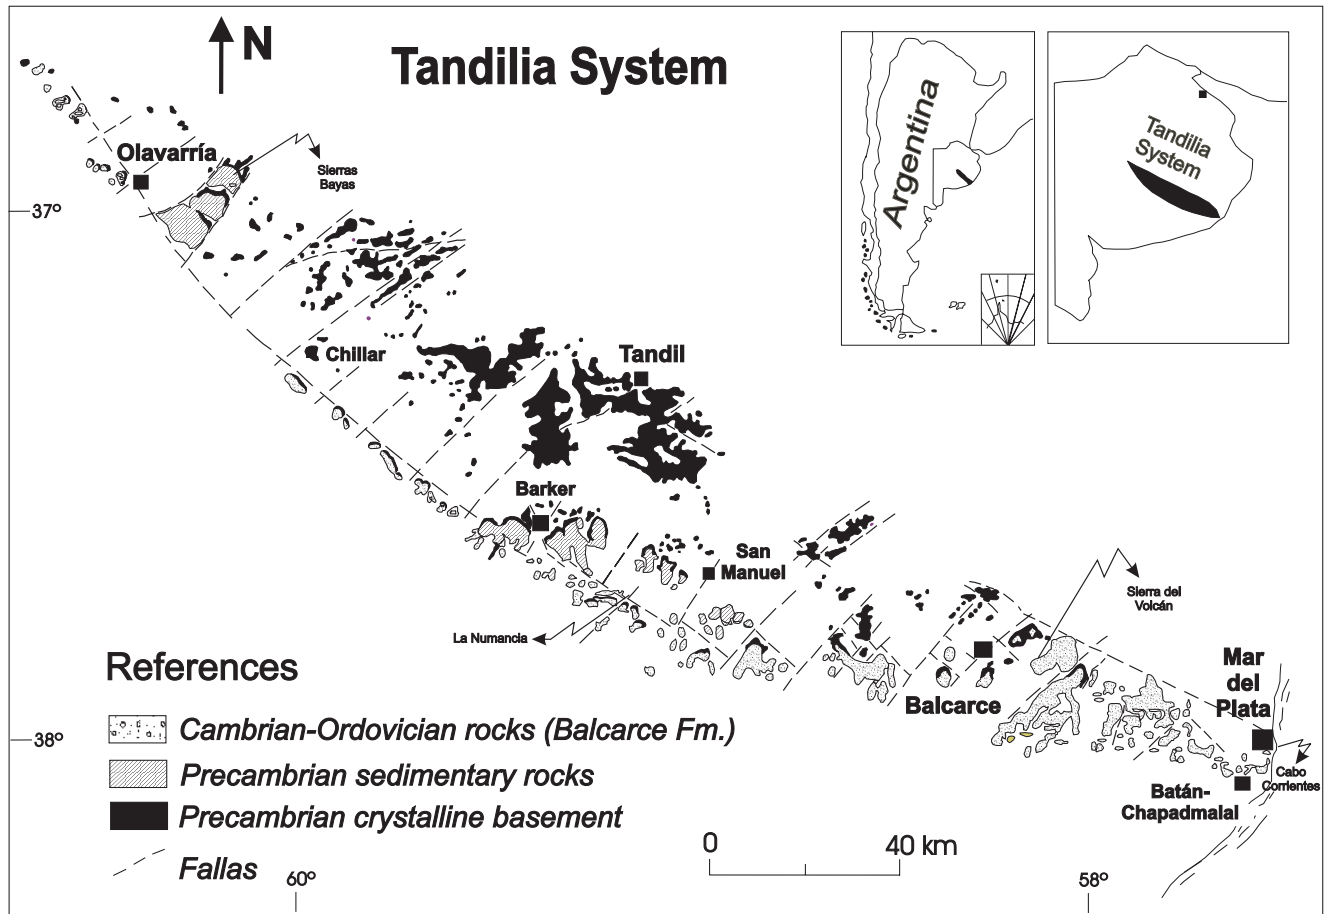 N
Tandilia System
Argentina
Tandilia
System
Olavarría
Sierras
Bayas
37º
Chillar
Tandil
Barker
San
Manuel
Sierra del
Volcán
La Numancia
References
Cambrian-Ordovician rocks (Balcarce Fm.)
Precambrian sedimentary rocks
Precambrian crystalline basement
Fallas
Balcarce
Mar
del
Plata
38º
Cabo
Corrientes
Batán-
Chapadmalal
0
40 km
60º
58º